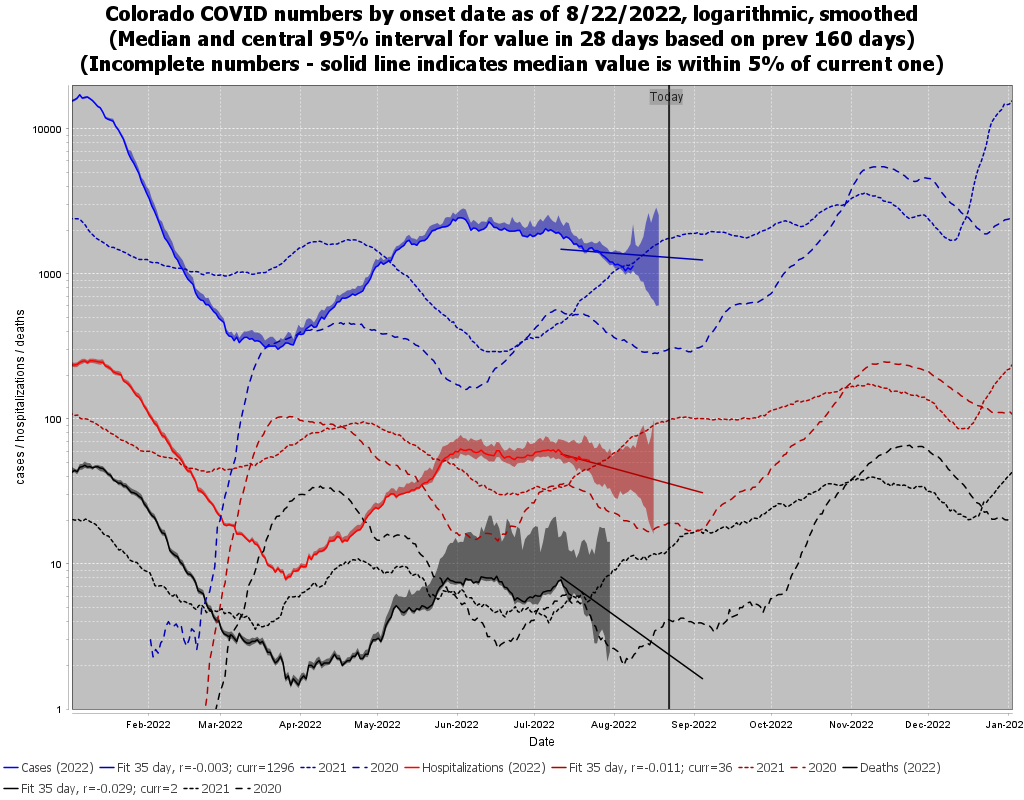 Colorado COVID numbers by onset date as of 8/22/2022, logarithmic, smoothed
(Median and central 95% interval for value in 28 days based on prev 160 days)
(Incomplete numbers - solid line indicates median value is within 5% of current one)
Today
10000
1000
100
10
1
cases / hospitalizations / deaths
Feb-2022 Mar-2022 Apr-2022 May-2022 Jun-2022 Jul-2022 Aug-2022 Sep-2022 Oct-2022 Nov-2022 Dec-2022 Jan-202
Date
Cases (2022) Fit 35 day, r=-0.003; curr=1296 2021 2020 Hospitalizations (2022) Fit 35 day, r=-0.011; curr=36 2021 2020 Deaths (2022)
Fit 35 day, r=-0.029; curr=2 2021 2020